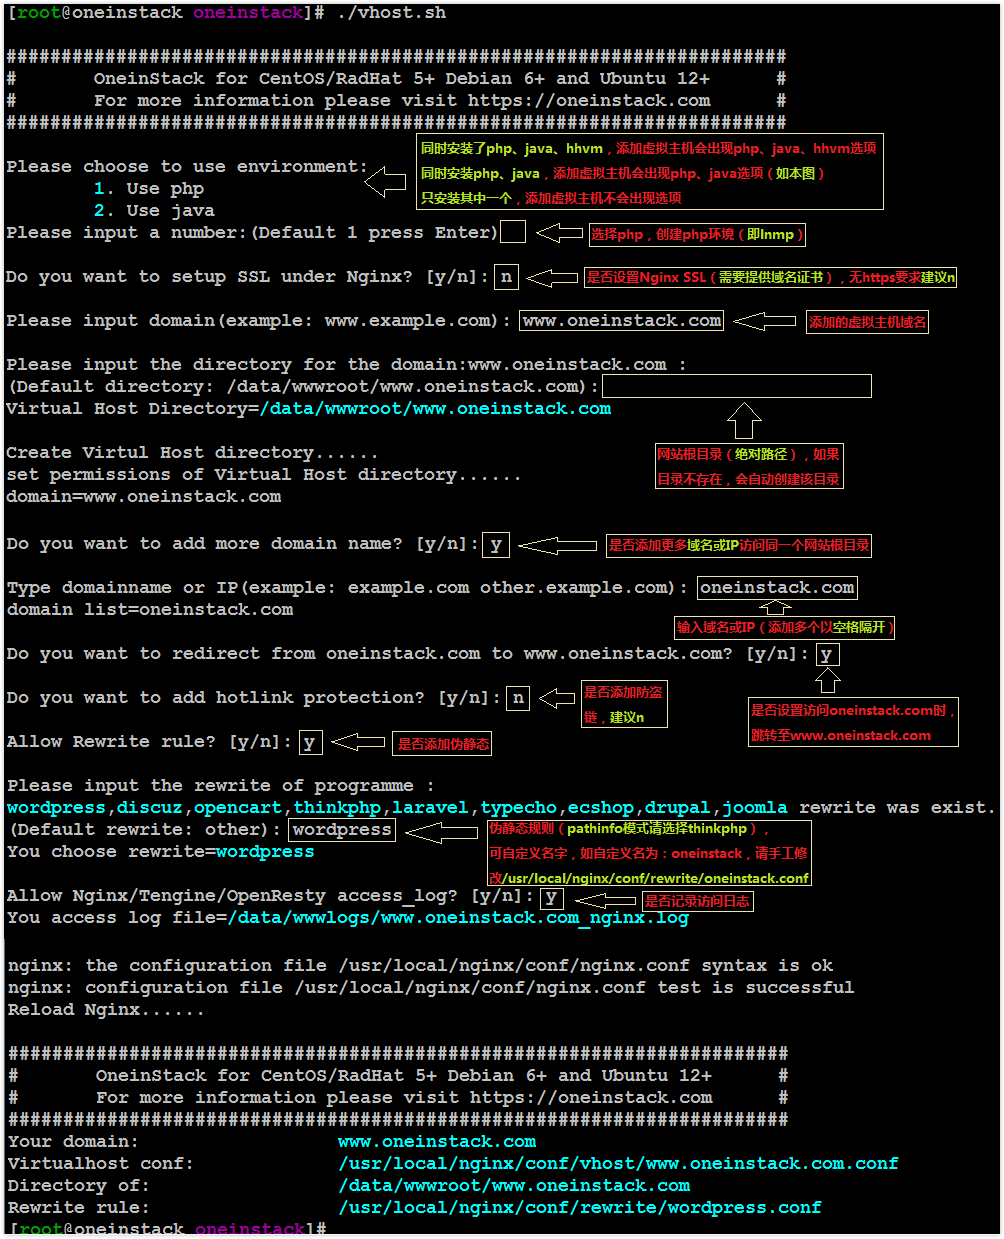 [root@oneinstack oneinstack]# ./vhost.sh
#######################################################################
# OneinStack for CentOS/RadHat 5+ Debian 6+ and Ubuntu 12+ #
# For more information please visit https://oneinstack.com #
#######################################################################
同时安装了php、java、hhvm，添加虚拟主机会出现php、java、hhvm选项
Please choose to use environment:
同时安装php、java，添加虚拟主机会出现php、java选项（如本图）
1. Use php
只安装其中一个，添加虚拟主机不会出现选项
2. Use java
Please input a number:(Default 1 press Enter)
选择php，创建php环境（即lnmp）
Do you want to setup SSL under Nginx? [y/n]: n
是否设置Nginx SSL（需要提供域名证书），无https要求建议n
Please input domain(example: www.example.com): www.oneinstack.com
添加的虚拟主机域名
Please input the directory for the domain:www.oneinstack.com :
(Default directory: /data/wwwroot/www.oneinstack.com):
Virtual Host Directory=/data/wwwroot/www.oneinstack.com
网站根目录（绝对路径），如果
目录不存在，会自动创建该目录
Create Virtul Host directory......
set permissions of Virtual Host directory......
domain=www.oneinstack.com
Do you want to add more domain name? [y/n]: y
是否添加更多域名或IP访问同一个网站根目录
Type domainname or IP(example: example.com other.example.com): oneinstack.com
domain list=oneinstack.com
输入域名或IP（添加多个以空格隔开）
Do you want to redirect from oneinstack.com to www.oneinstack.com? [y/n]: y
Do you want to add hotlink protection? [y/n]: n
是否添加防盗
链，建议n
是否设置访问oneinstack.com时，
跳转至www.oneinstack.com
Allow Rewrite rule? [y/n]: y
是否添加伪静态
Please input the rewrite of programme :
wordpress,discuz,opencart,thinkphp,laravel,typecho,ecshop,drupal,joomla rewrite was exist.
(Default rewrite: other): wordpress
You choose rewrite=wordpress
伪静态规则（pathinfo模式请选择thinkphp），
可自定义名字，如自定义名为：oneinstack，请手工修
改/usr/local/nginx/conf/rewrite/oneinstack.conf
Allow Nginx/Tengine/OpenResty access_log? [y/n]: y
是否记录访问日志
You access log file=/data/wwwlogs/www.oneinstack.com_nginx.log
nginx: the configuration file /usr/local/nginx/conf/nginx.conf syntax is ok
nginx: configuration file /usr/local/nginx/conf/nginx.conf test is successful
Reload Nginx......
#######################################################################
# OneinStack for CentOS/RadHat 5+ Debian 6+ and Ubuntu 12+ #
# For more information please visit https://oneinstack.com #
#######################################################################
Your domain: www.oneinstack.com
Virtualhost conf: /usr/local/nginx/conf/vhost/www.oneinstack.com.conf
Directory of: /data/wwwroot/www.oneinstack.com
Rewrite rule: /usr/local/nginx/conf/rewrite/wordpress.conf
[root@oneinstack oneinstack]#